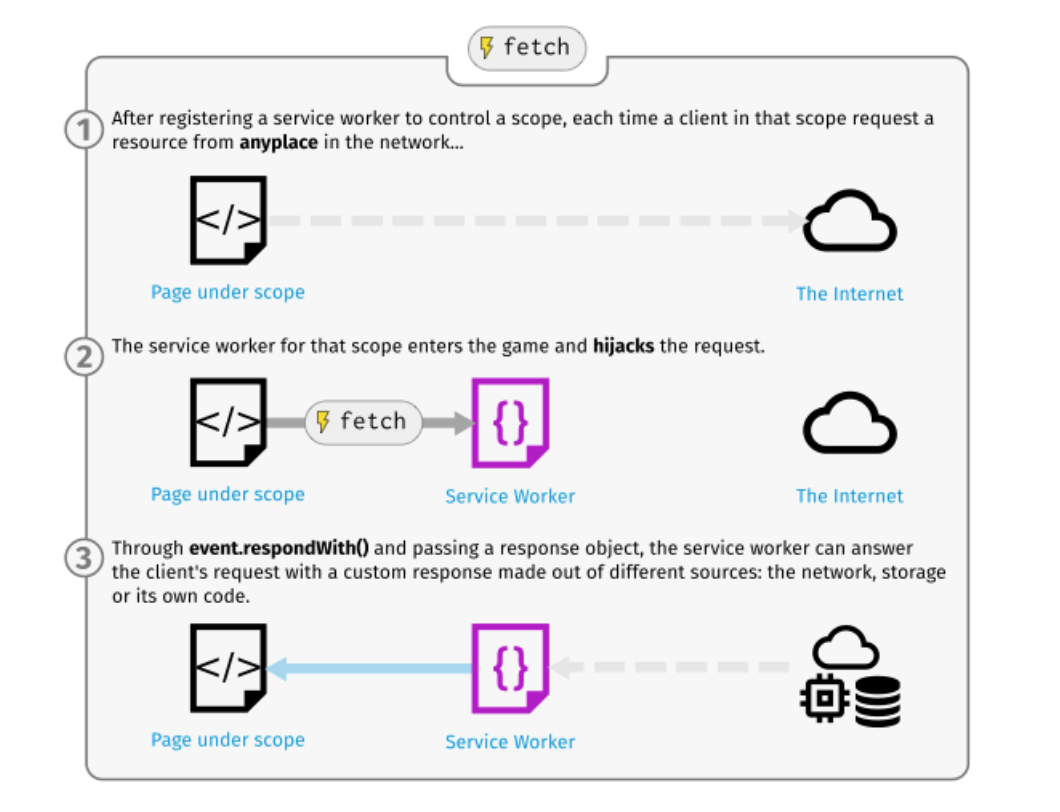 fetch
1
After registering a service worker to control a scope, each time a client in that scope request a
resource from anyplace in the network...
</>
Page under scope
The Internet
2
The service worker for that scope enters the game and hijacks the request.
</>
fetch
{}
Page under scope
Service Worker
The Internet
3
Through event.respondWith() and passing a response object, the service worker can answer
the client's request with a custom response made out of different sources: the network, storage
or its own code.
</>
{}
Page under scope
Service Worker